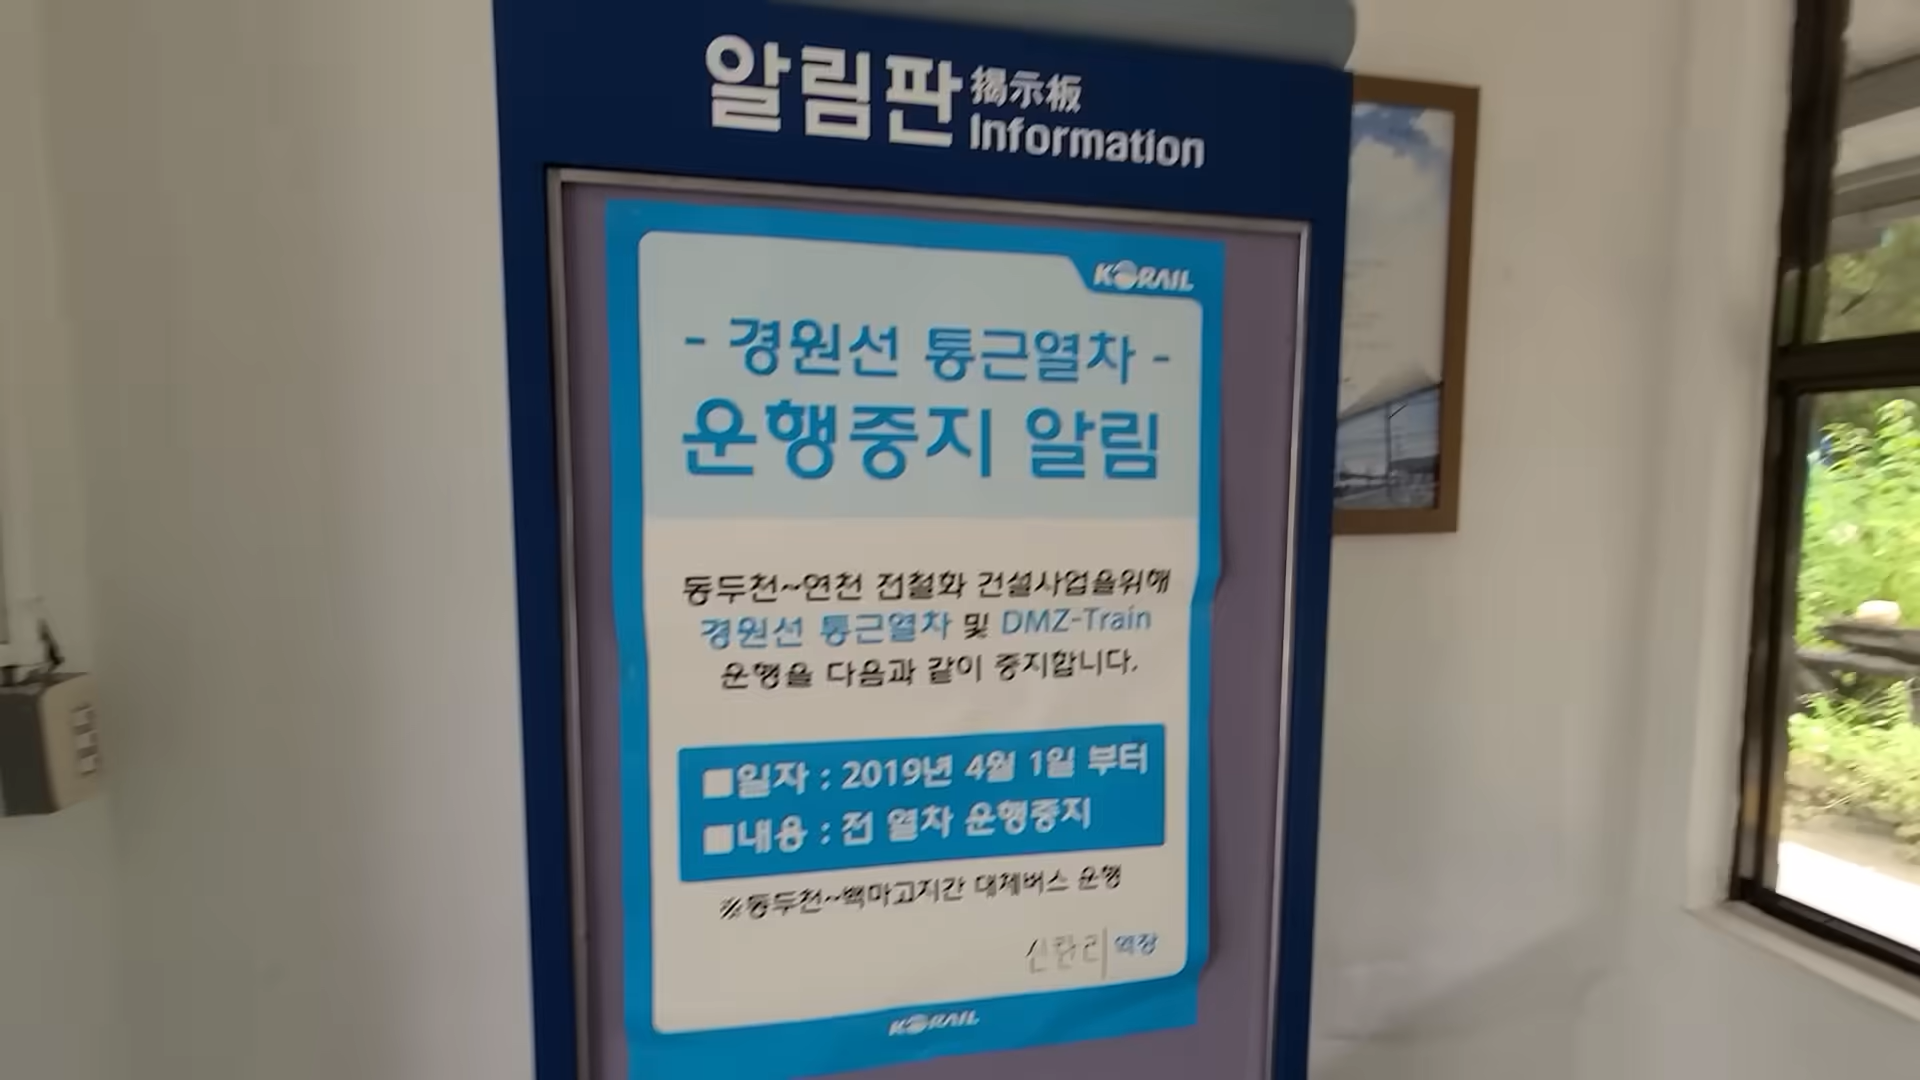 알림판 揭示板
Information
KORAIL
- 경원선 통근열차 -
운행중지 알림
동두천~연천 전철화 건설사업을위해
경원선 통근열차 및 DMZ-Train
운행을 다음과 같이 중지합니다.
■일자 : 2019년 4월 1일 부터
■내용 : 전 열차 운행중지
※동두천~백마고지간 대체버스 운행
신탄리 역장
KORAIL